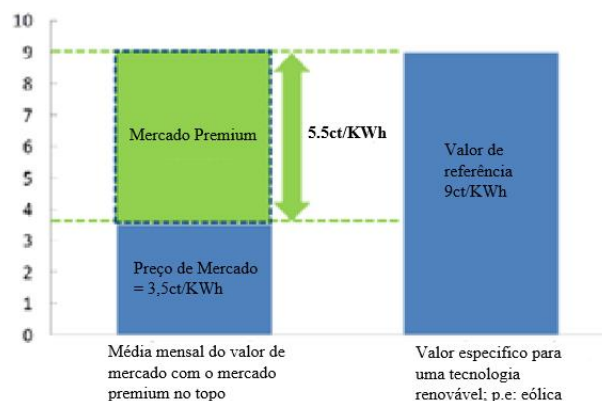 10
9
8
7
6
5
4
3
2
1
0
Mercado Premium
5.5ct/KWh
Preço de Mercado
= 3,5ct/KWh
Valor de
referência
9ct/KWh
Média mensal do valor de
mercado com o mercado
premium no topo
Valor especifico para
uma tecnologia
renovável; p.e: eólica